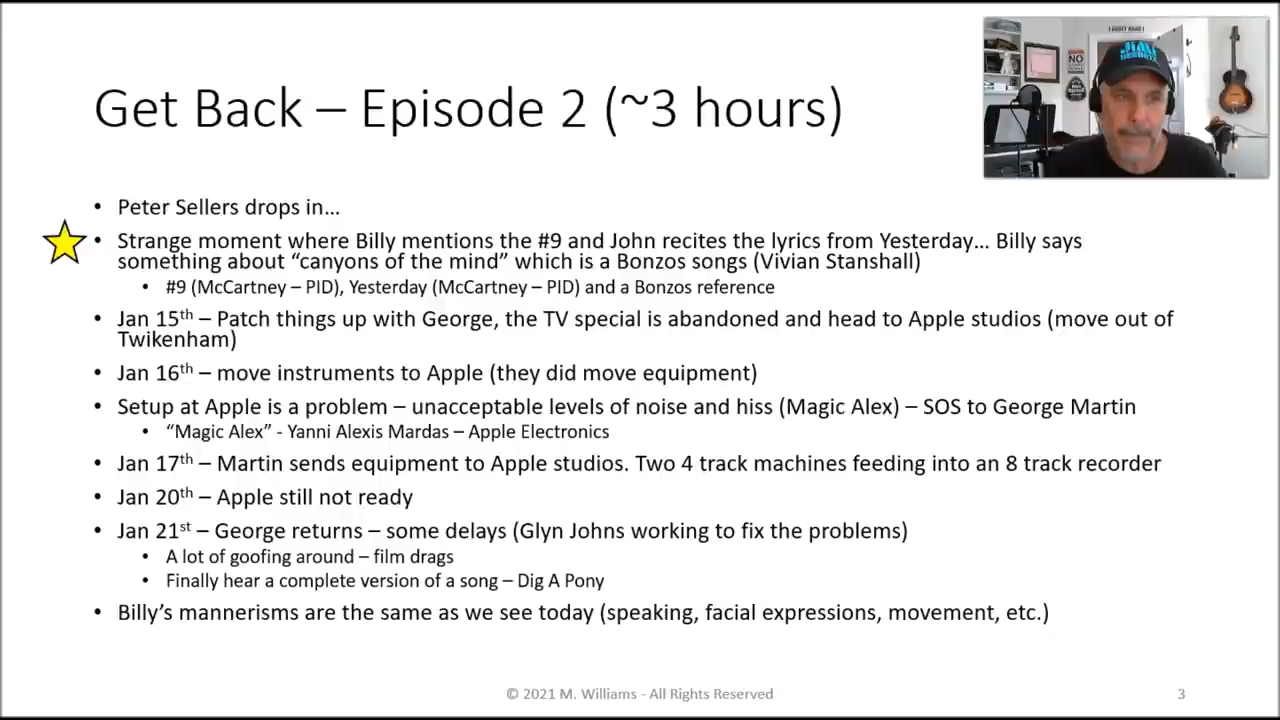 Get Back – Episode 2 (~3 hours)
• Peter Sellers drops in…
• Strange moment where Billy mentions the #9 and John recites the lyrics from Yesterday… Billy says
something about “canyons of the mind” which is a Bonzos songs (Vivian Stanshall)
• #9 (McCartney – PID), Yesterday (McCartney – PID) and a Bonzos reference
• Jan 15th – Patch things up with George, the TV special is abandoned and head to Apple studios (move out of
Twikenham)
• Jan 16th – move instruments to Apple (they did move equipment)
• Setup at Apple is a problem – unacceptable levels of noise and hiss (Magic Alex) – SOS to George Martin
• “Magic Alex” - Yanni Alexis Mardas – Apple Electronics
• Jan 17th – Martin sends equipment to Apple studios. Two 4 track machines feeding into an 8 track recorder
• Jan 20th – Apple still not ready
• Jan 21st – George returns – some delays (Glyn Johns working to fix the problems)
• A lot of goofing around – film drags
• Finally hear a complete version of a song – Dig A Pony
• Billy’s mannerisms are the same as we see today (speaking, facial expressions, movement, etc.)
© 2021 M. Williams - All Rights Reserved
3
NO